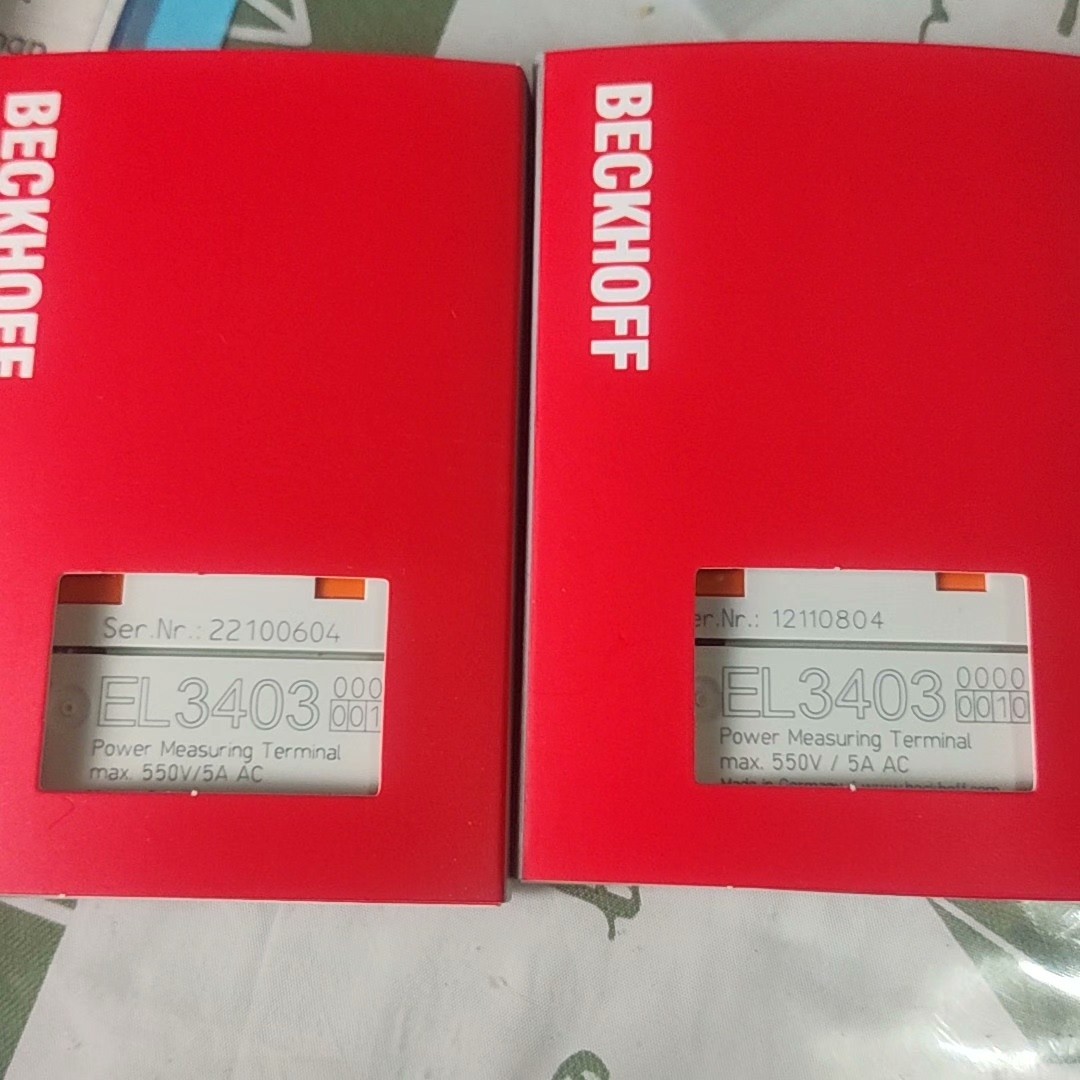 BECKHOFF
Ser.Nr.: 22100604
EL3403 000
001
Power Measuring Terminal
max. 550V/5A AC
BECKHOFF
er.Nr.: 12110804
EL3403 0000
0010
Power Measuring Terminal
max. 550V / 5A AC